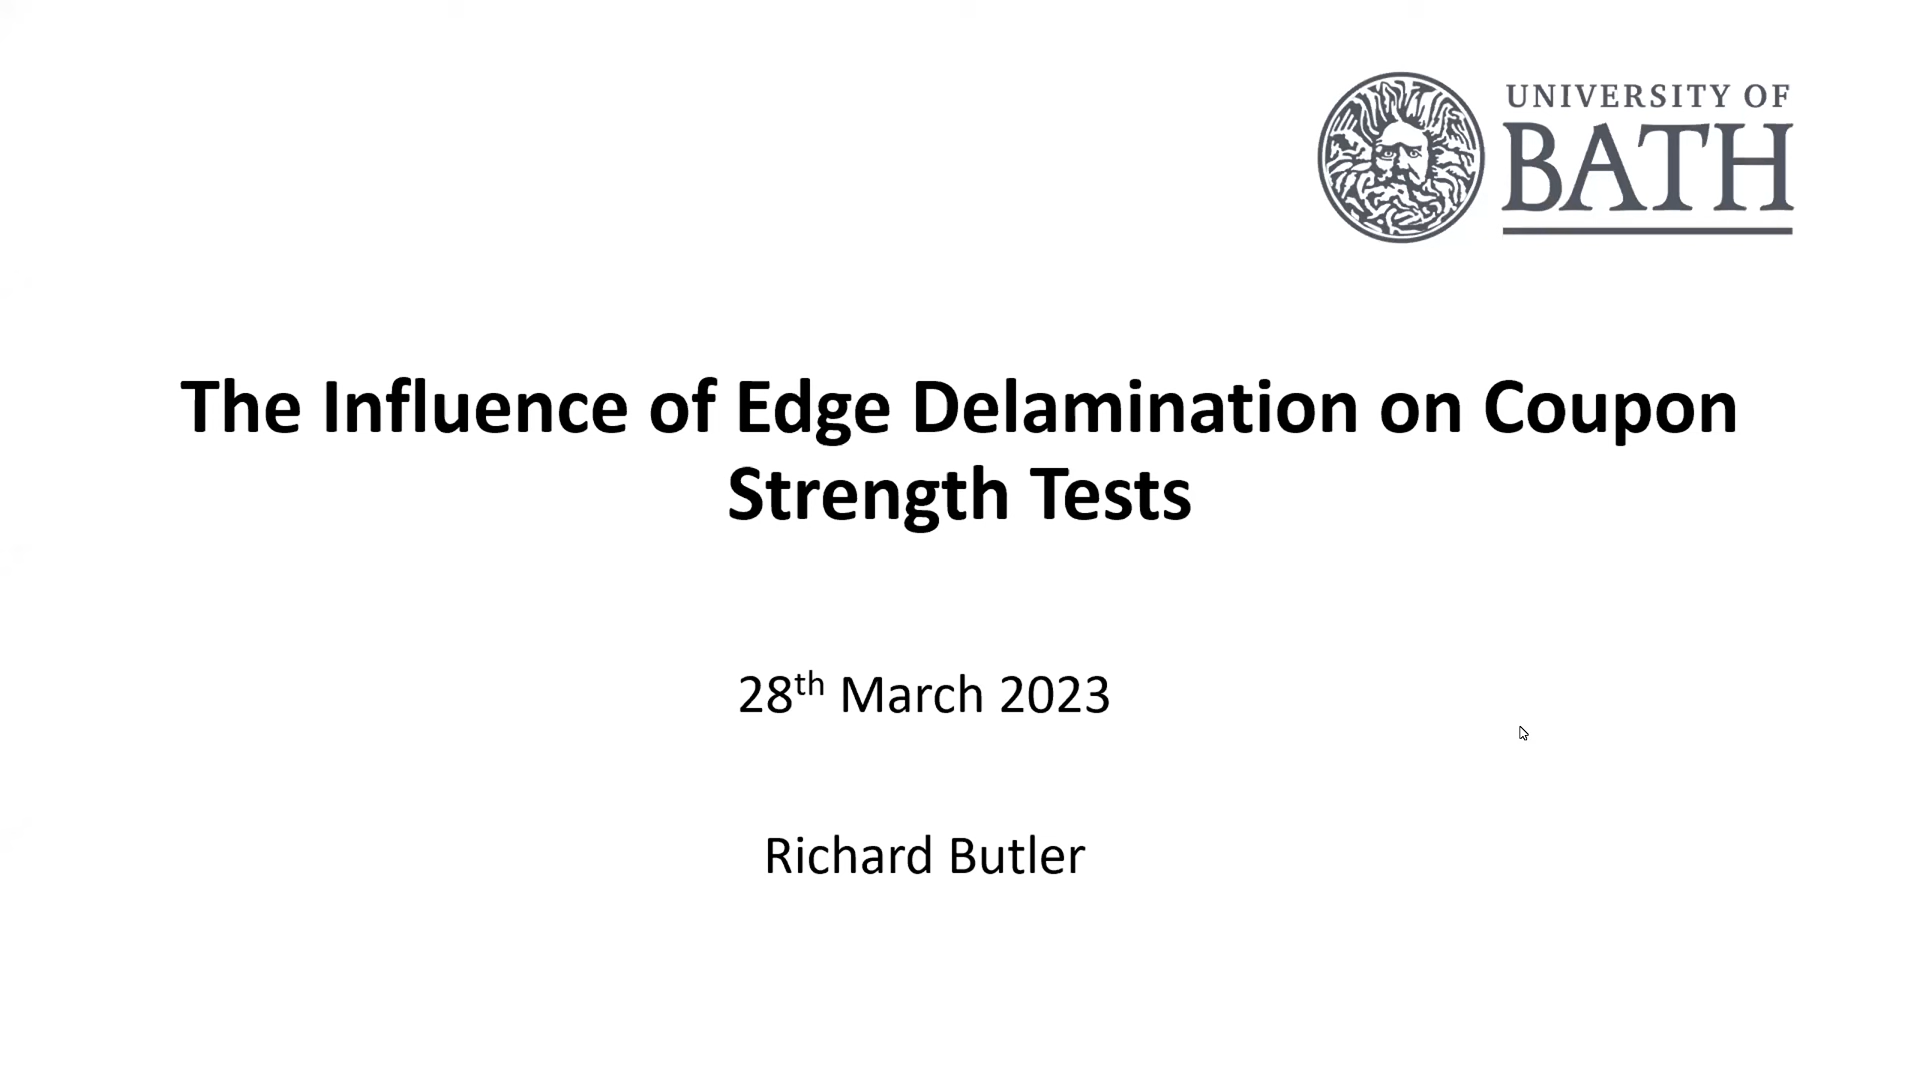 UNIVERSITY OF
BATH
The Influence of Edge Delamination on Coupon
Strength Tests
28th March 2023
Richard Butler